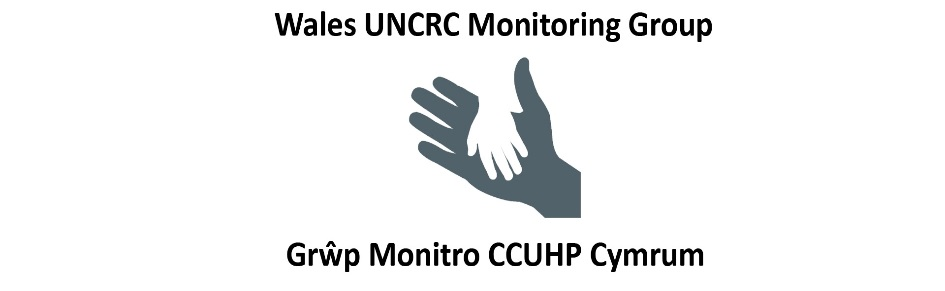 Wales UNCRC Monitoring Group
Grŵp Monitro CCUHP Cymrum